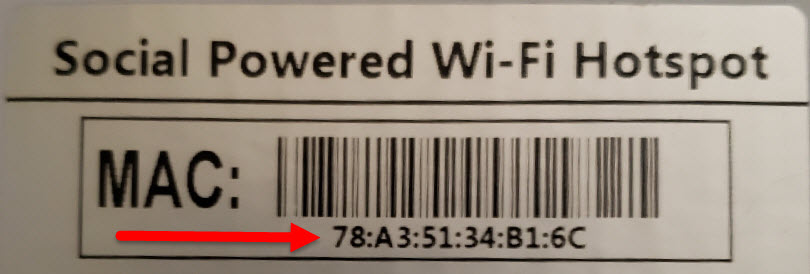 Social Powered Wi-Fi Hotspot
MAC:
78:A3:51:34:B1:6C